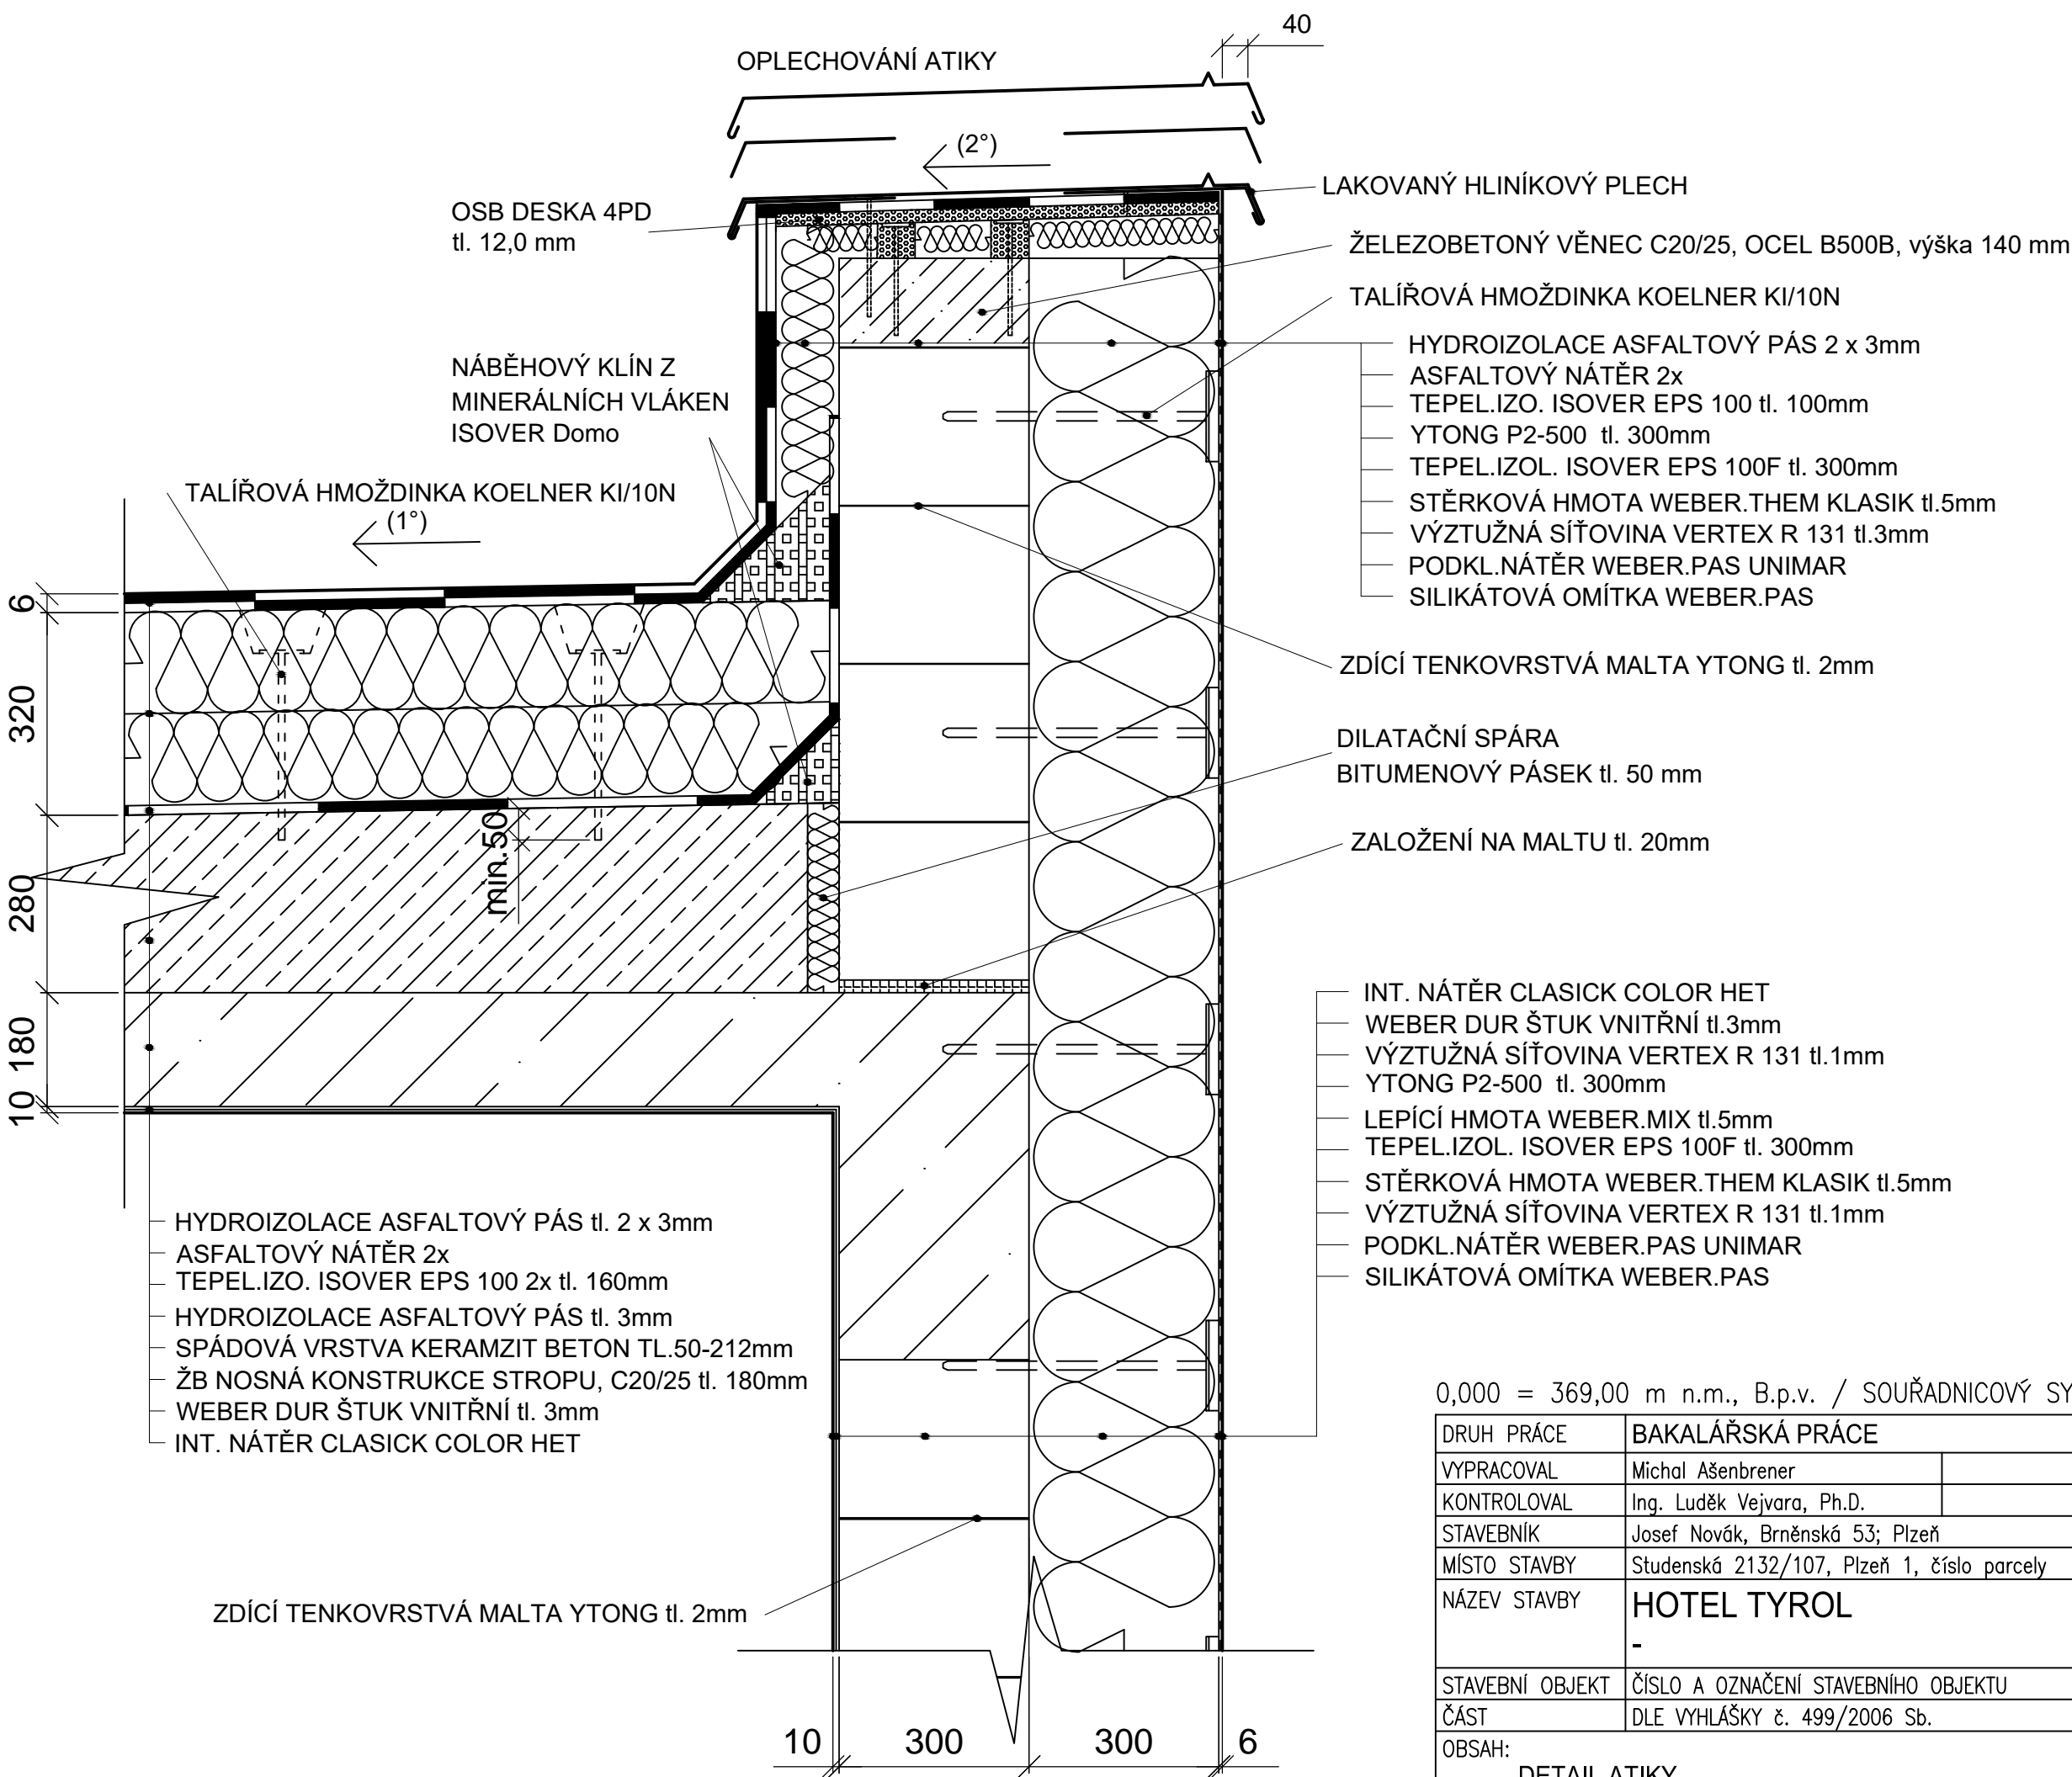 40
OPLECHOVÁNÍ ATIKY
(2°)
LAKOVANÝ HLINÍKOVÝ PLECH
OSB DESKA 4PD
tl. 12,0 mm
ŽELEZOBETONÝ VĚNEC C20/25, OCEL B500B, výška 140 mm
TALÍŘOVÁ HMOŽDINKA KOELNER KI/10N
HYDROIZOLACE ASFALTOVÝ PÁS 2 x 3mm
ASFALTOVÝ NÁTĚR 2x
TEPEL.IZO. ISOVER EPS 100 tl. 100mm
YTONG P2-500 tl. 300mm
TEPEL.IZOL. ISOVER EPS 100F tl. 300mm
STĚRKOVÁ HMOTA WEBER.THEM KLASIK tl.5mm
VÝZTUŽNÁ SÍŤOVINA VERTEX R 131 tl.3mm
PODKL.NÁTĚR WEBER.PAS UNIMAR
SILIKÁTOVÁ OMÍTKA WEBER.PAS
NÁBĚHOVÝ KLÍN Z
MINERÁLNÍCH VLÁKEN
ISOVER Domo
TALÍŘOVÁ HMOŽDINKA KOELNER KI/10N
(1°)
6
320
280
180
10
min.50
ZDÍCÍ TENKOVRSTVÁ MALTA YTONG tl. 2mm
DILATAČNÍ SPÁRA
BITUMENOVÝ PÁSEK tl. 50 mm
ZALOŽENÍ NA MALTU tl. 20mm
INT. NÁTĚR CLASICK COLOR HET
WEBER DUR ŠTUK VNITŘNÍ tl.3mm
VÝZTUŽNÁ SÍŤOVINA VERTEX R 131 tl.1mm
YTONG P2-500 tl. 300mm
LEPÍCÍ HMOTA WEBER.MIX tl.5mm
TEPEL.IZOL. ISOVER EPS 100F tl. 300mm
STĚRKOVÁ HMOTA WEBER.THEM KLASIK tl.5mm
VÝZTUŽNÁ SÍŤOVINA VERTEX R 131 tl.1mm
PODKL.NÁTĚR WEBER.PAS UNIMAR
SILIKÁTOVÁ OMÍTKA WEBER.PAS
HYDROIZOLACE ASFALTOVÝ PÁS tl. 2 x 3mm
ASFALTOVÝ NÁTĚR 2x
TEPEL.IZO. ISOVER EPS 100 2x tl. 160mm
HYDROIZOLACE ASFALTOVÝ PÁS tl. 3mm
SPÁDOVÁ VRSTVA KERAMZIT BETON TL.50-212mm
ŽB NOSNÁ KONSTRUKCE STROPU, C20/25 tl. 180mm
WEBER DUR ŠTUK VNITŘNÍ tl. 3mm
INT. NÁTĚR CLASICK COLOR HET
ZDÍCÍ TENKOVRSTVÁ MALTA YTONG tl. 2mm
10 300 300 6
0,000 = 369,00 m n.m., B.p.v. / SOUŘADNICOVÝ SY
DRUH PRÁCE BAKALÁŘSKÁ PRÁCE
VYPRACOVAL Michal Ašenbrener
KONTROLOVAL Ing. Luděk Vejvara, Ph.D.
STAVEBNÍK Josef Novák, Brněnská 53; Plzeň
MÍSTO STAVBY Studenská 2132/107, Plzeň 1, číslo parcely
NÁZEV STAVBY HOTEL TYROL
-
STAVEBNÍ OBJEKT ČÍSLO A OZNAČENÍ STAVEBNÍHO OBJEKTU
ČÁST DLE VYHLÁŠKY č. 499/2006 Sb.
OBSAH:
DETAIL ATIKY